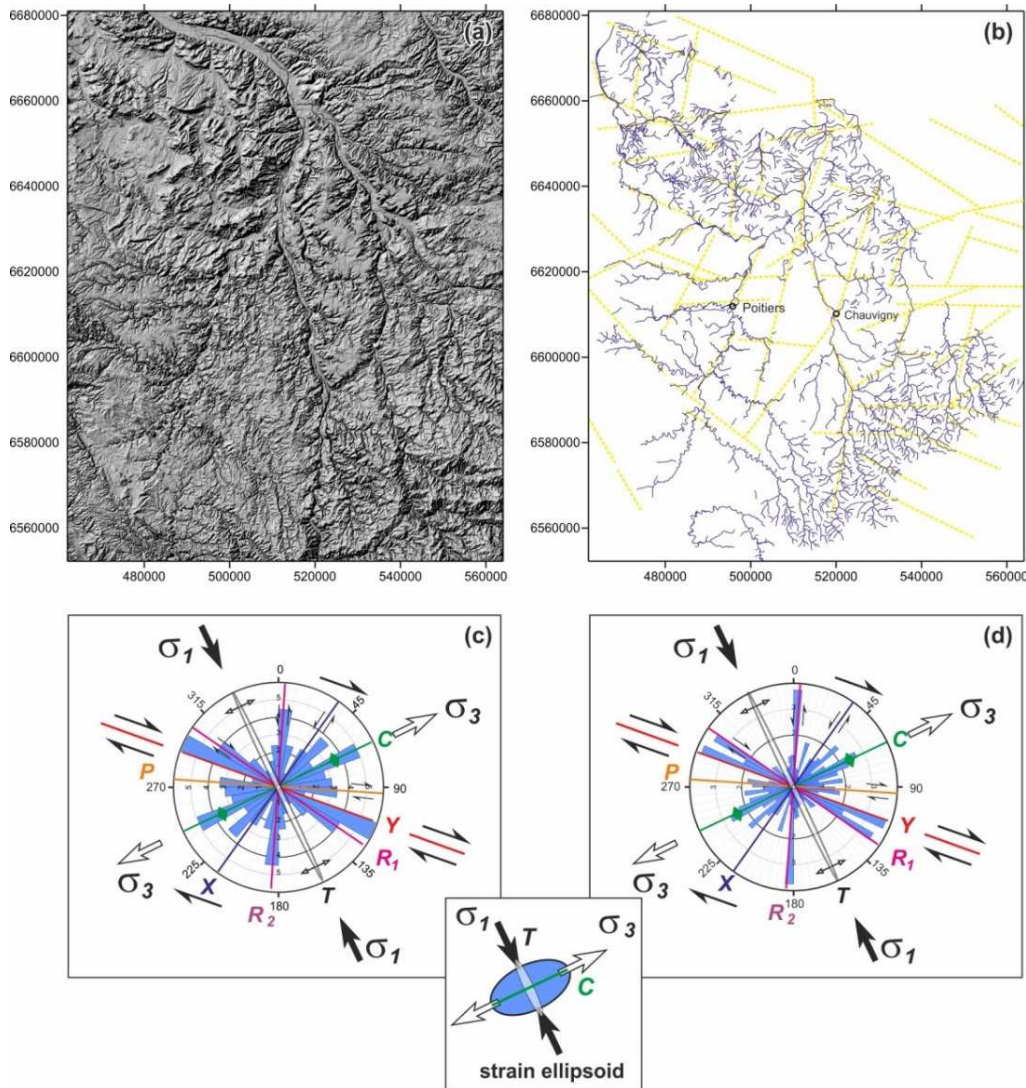 (a)
6680000
6660000
6640000
6620000
6600000
6580000
6560000
480000 500000 520000 540000 560000
(b)
6680000
6660000
6640000
6620000
6600000
6580000
6560000
Poitiers
Chauvigny
480000 500000 520000 540000 560000
(c)
σ1
0
315
45
σ3
C
P
270
90
Y
R1
σ3
225
135
X
R2
180
T
σ1
(d)
σ1
0
315
45
σ3
C
P
270
90
Y
R1
σ3
225
135
X
R2
180
T
σ1
σ1
T
σ3
C
strain ellipsoid